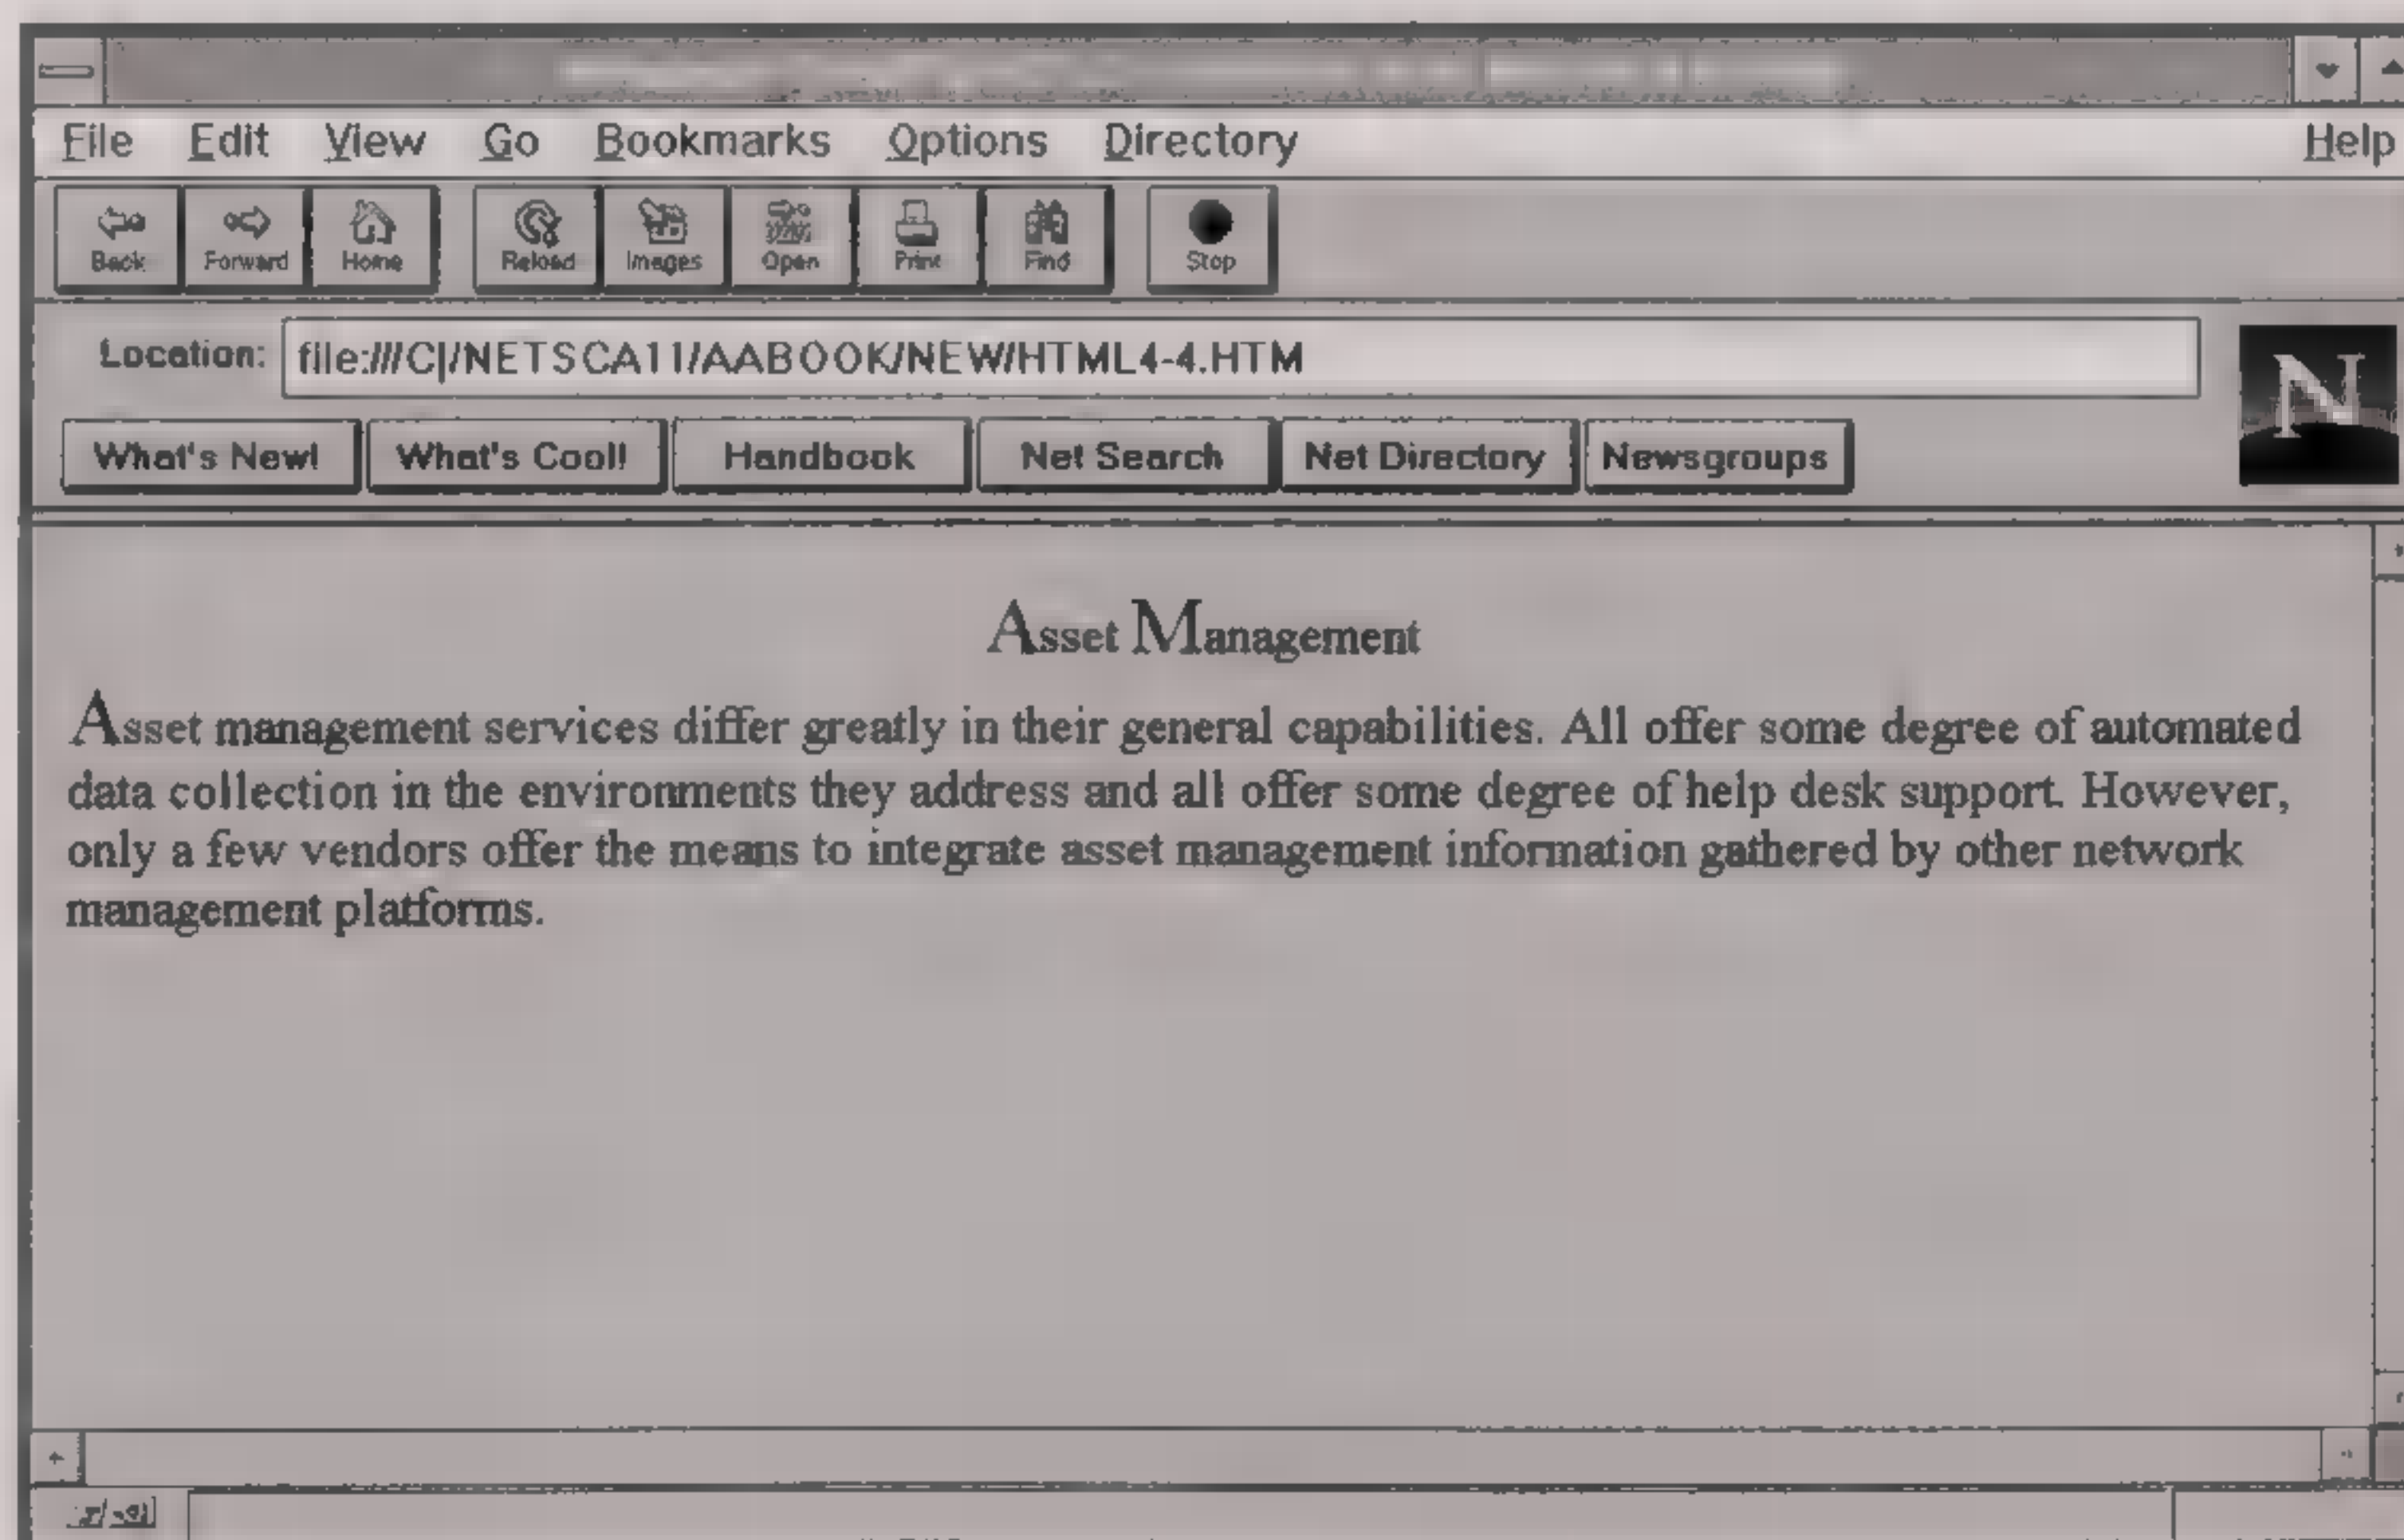 File Edit View Go Bookmarks Options Directory Help
Back Forward Home Reload Images Open Print Find Stop
Location: file:///C|/NETSCA11/AABOOK/NEW/HTML4-4.HTM
N
What's New! What's Cool! Handbook Net Search Net Directory Newsgroups
Asset Management
Asset management services differ greatly in their general capabilities. All offer some degree of automated
data collection in the environments they address and all offer some degree of help desk support. However,
only a few vendors offer the means to integrate asset management information gathered by other network
management platforms.